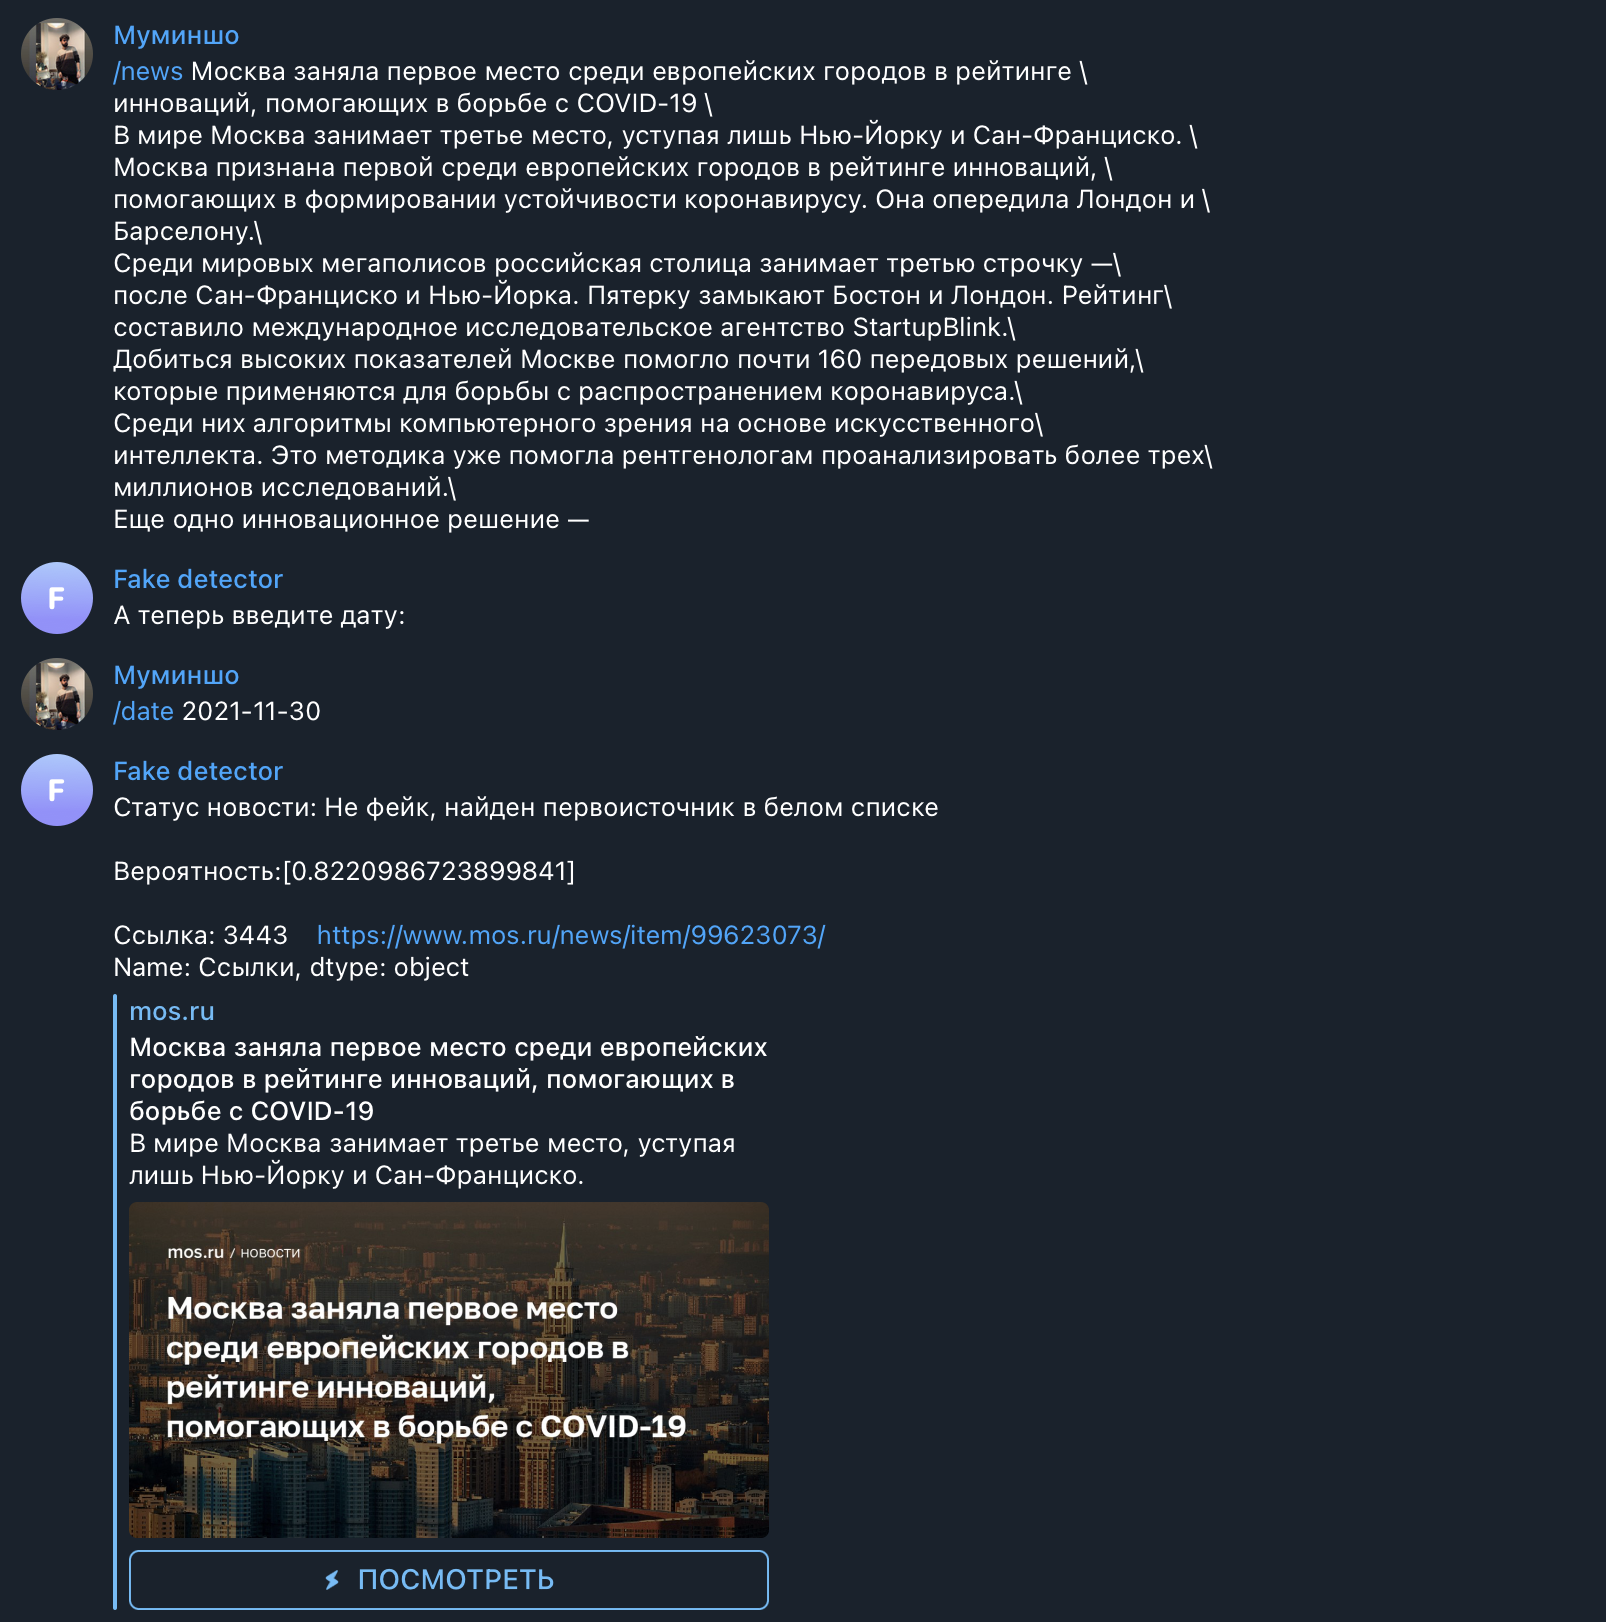 Муминшо
/news Москва заняла первое место среди европейских городов в рейтинге \
инноваций, помогающих в борьбе с COVID-19 \
В мире Москва занимает третье место, уступая лишь Нью-Йорку и Сан-Франциско. \
Москва признана первой среди европейских городов в рейтинге инноваций, \
помогающих в формировании устойчивости коронавирусу. Она опередила Лондон и \
Барселону.\
Среди мировых мегаполисов российская столица занимает третью строчку —\
после Сан-Франциско и Нью-Йорка. Пятерку замыкают Бостон и Лондон. Рейтинг\
составило международное исследовательское агентство StartupBlink.\
Добиться высоких показателей Москве помогло почти 160 передовых решений,\
которые применяются для борьбы с распространением коронавируса.\
Среди них алгоритмы компьютерного зрения на основе искусственного\
интеллекта. Это методика уже помогла рентгенологам проанализировать более трех\
миллионов исследований.\
Еще одно инновационное решение —
F
Fake detector
А теперь введите дату:
Муминшо
/date 2021-11-30
F
Fake detector
Статус новости: Не фейк, найден первоисточник в белом списке
Вероятность:[0.8220986723899841]
Ссылка: 3443    https://www.mos.ru/news/item/99623073/
Name: Ссылки, dtype: object
mos.ru
Москва заняла первое место среди европейских
городов в рейтинге инноваций, помогающих в
борьбе с COVID-19
В мире Москва занимает третье место, уступая
лишь Нью-Йорку и Сан-Франциско.
mos.ru / новости
Москва заняла первое место
среди европейских городов в
рейтинге инноваций,
помогающих в борьбе с COVID-19
ПОСМОТРЕТЬ